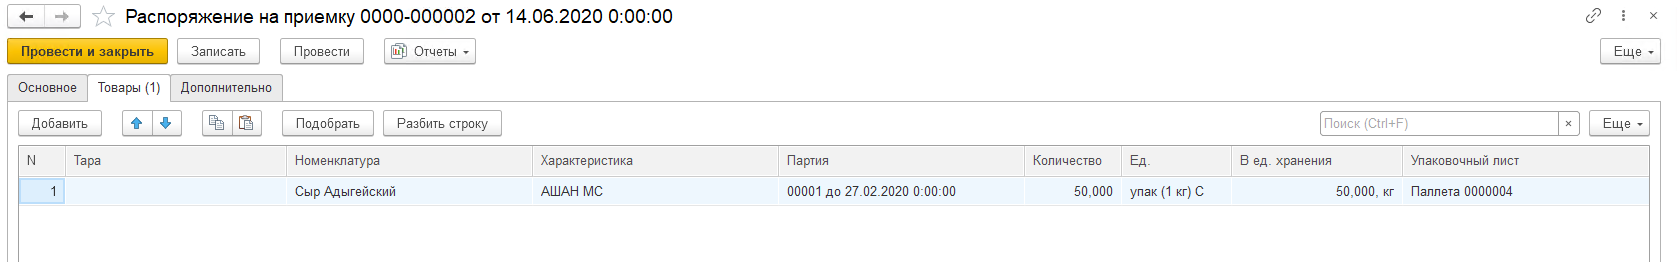 Распоряжение на приемку 0000-000002 от 14.06.2020 0:00:00
Провести и закрыть Записать Провести Отчеты Еще
Основное Товары (1) Дополнительно
Добавить Подобрать Разбить строку Поиск (Ctrl+F) × Еще
N Тара Номенклатура Характеристика Партия Количество Ед. В ед. хранения Упаковочный лист
1 Сыр Адыгейский АШАН МС 00001 до 27.02.2020 0:00:00 50,000 упак (1 кг) С 50,000, кг Паллета 0000004